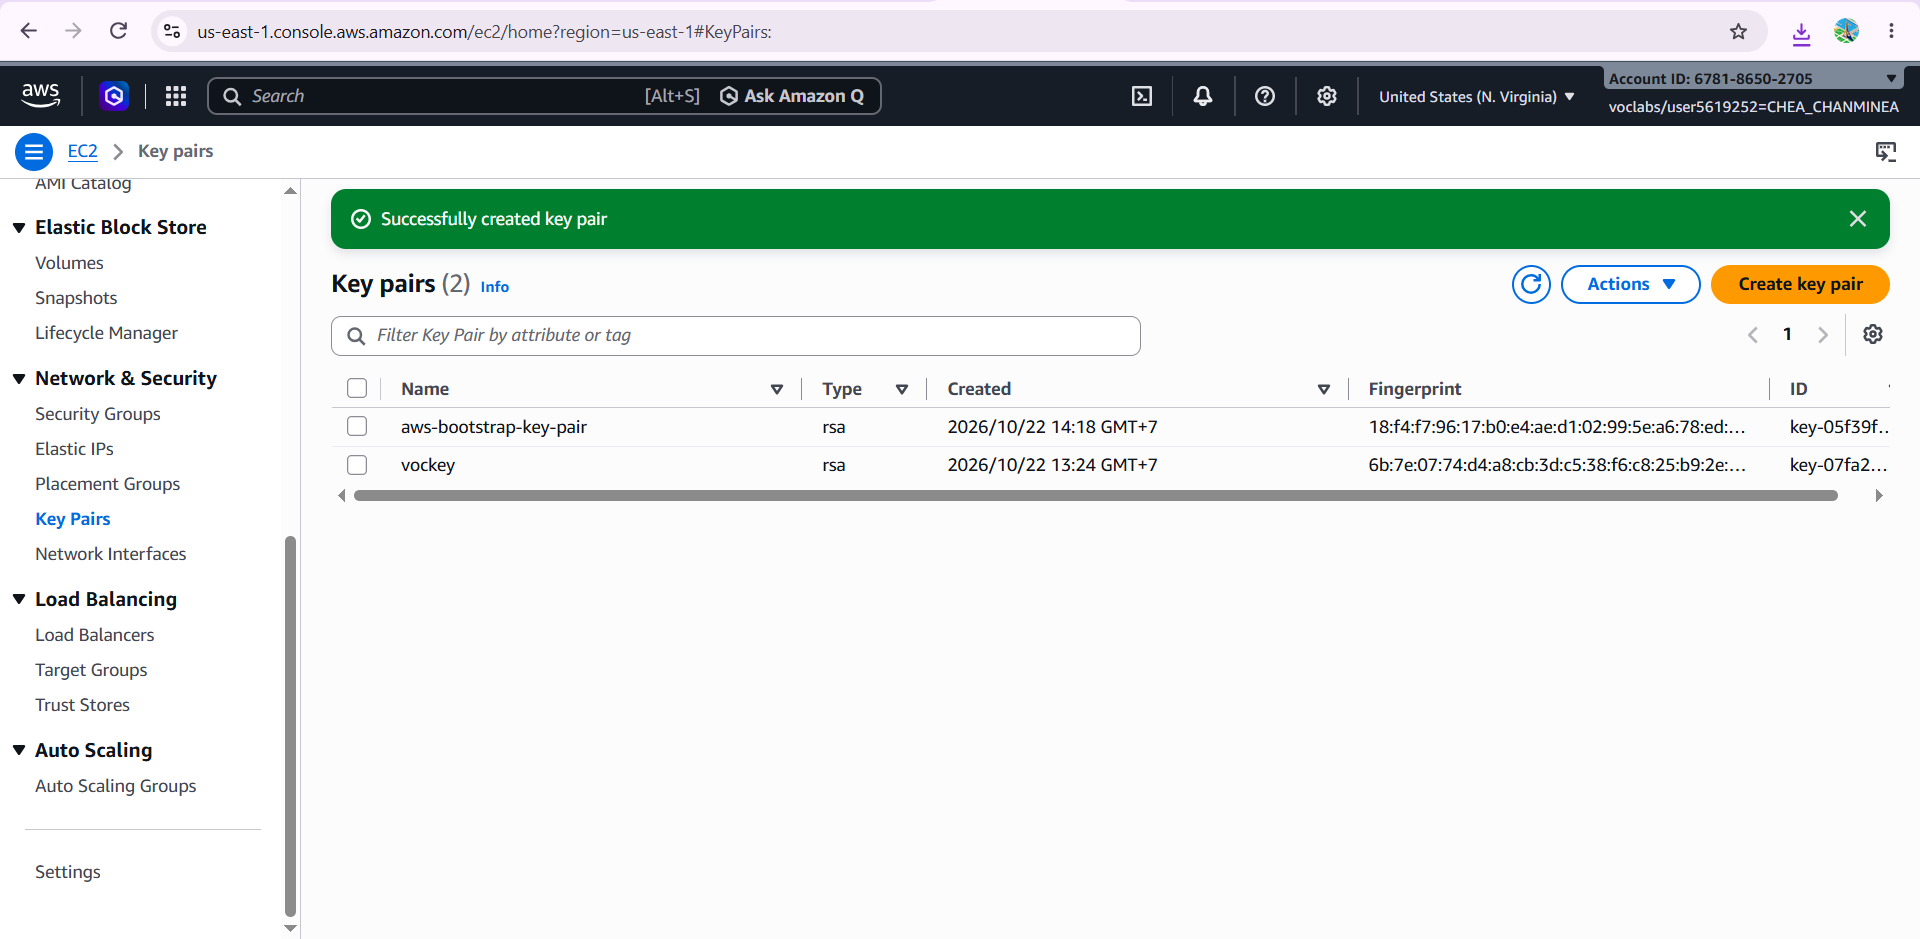 us-east-1.console.aws.amazon.com/ec2/home?region=us-east-1#KeyPairs:
aws
Search
[Alt+S]
Ask Amazon Q
United States (N. Virginia)
Account ID: 6781-8650-2705
voclabs/user5619252=CHEA_CHANMINEA
EC2
Key pairs
AMI Catalog
Elastic Block Store
Volumes
Snapshots
Lifecycle Manager
Network & Security
Security Groups
Elastic IPs
Placement Groups
Key Pairs
Network Interfaces
Load Balancing
Load Balancers
Target Groups
Trust Stores
Auto Scaling
Auto Scaling Groups
Settings
Successfully created key pair
Key pairs (2) Info
Actions
Create key pair
Filter Key Pair by attribute or tag
1
Name Type Created Fingerprint ID
aws-bootstrap-key-pair rsa 2026/10/22 14:18 GMT+7 18:f4:f7:96:17:b0:e4:ae:d1:02:99:5e:a6:78:ed:... key-05f39f...
vockey rsa 2026/10/22 13:24 GMT+7 6b:7e:07:74:d4:a8:cb:3d:c5:38:f6:c8:25:b9:2e:... key-07fa2...